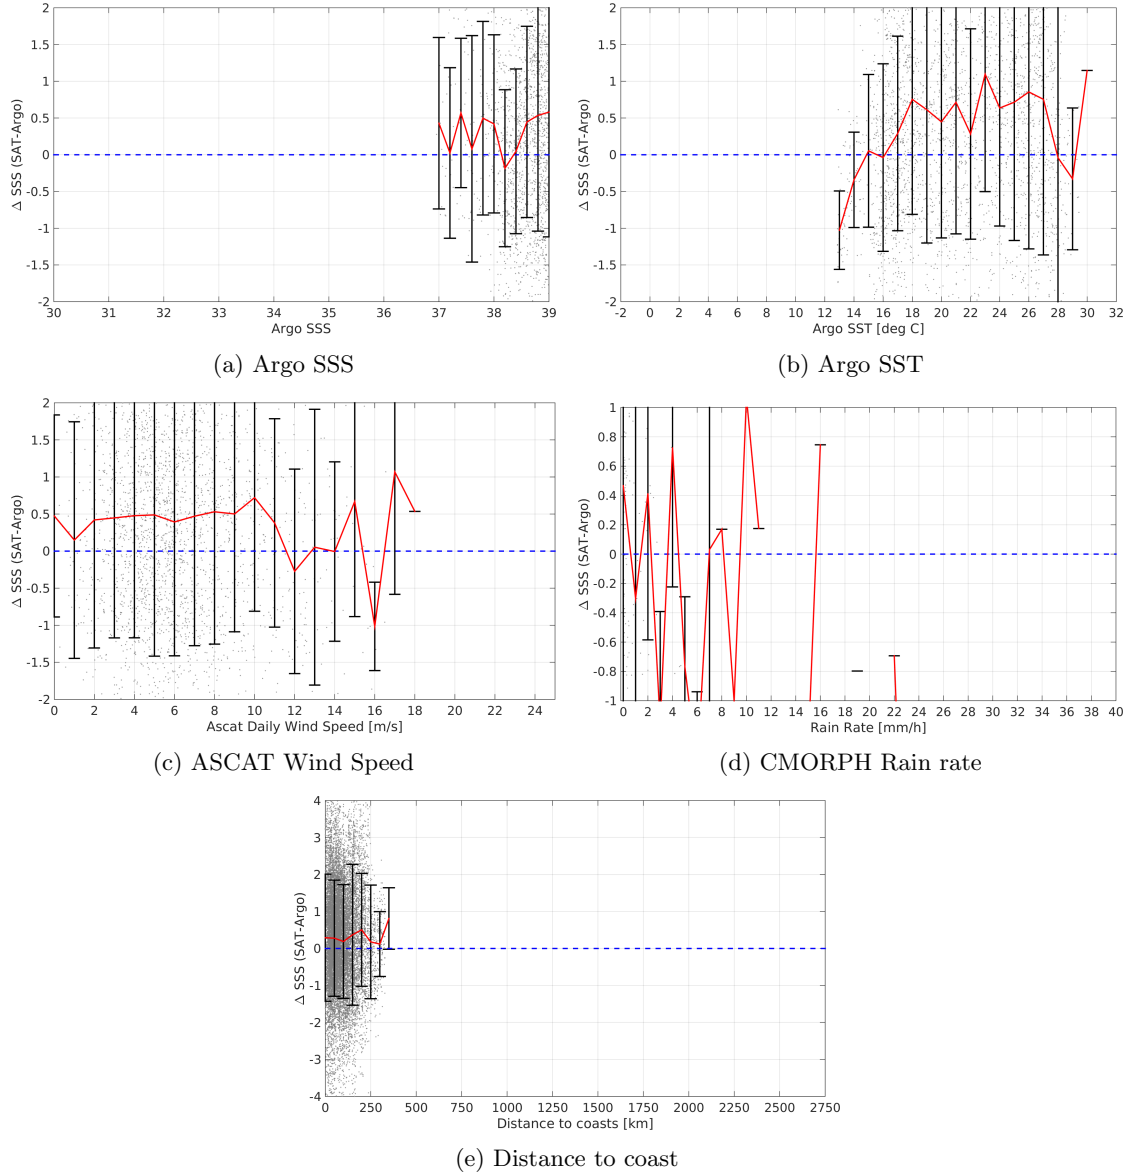 2
1.5
1
0.5
0
-0.5
-1
-1.5
-2
Δ SSS (SAT-Argo)
30 31 32 33 34 35 36 37 38 39
Argo SSS
(a) Argo SSS
2
1.5
1
0.5
0
-0.5
-1
-1.5
-2
Δ SSS (SAT-Argo)
-2 0 2 4 6 8 10 12 14 16 18 20 22 24 26 28 30 32
Argo SST [deg C]
(b) Argo SST
2
1.5
1
0.5
0
-0.5
-1
-1.5
-2
Δ SSS (SAT-Argo)
0 2 4 6 8 10 12 14 16 18 20 22 24
Ascat Daily Wind Speed [m/s]
(c) ASCAT Wind Speed
1
0.8
0.6
0.4
0.2
0
-0.2
-0.4
-0.6
-0.8
-1
Δ SSS (SAT-Argo)
0 2 4 6 8 10 12 14 16 18 20 22 24 26 28 30 32 34 36 38 40
Rain Rate [mm/h]
(d) CMORPH Rain rate
4
3
2
1
0
-1
-2
-3
-4
Δ SSS (SAT-Argo)
0 250 500 750 1000 1250 1500 1750 2000 2250 2500 2750
Distance to coasts [km]
(e) Distance to coast